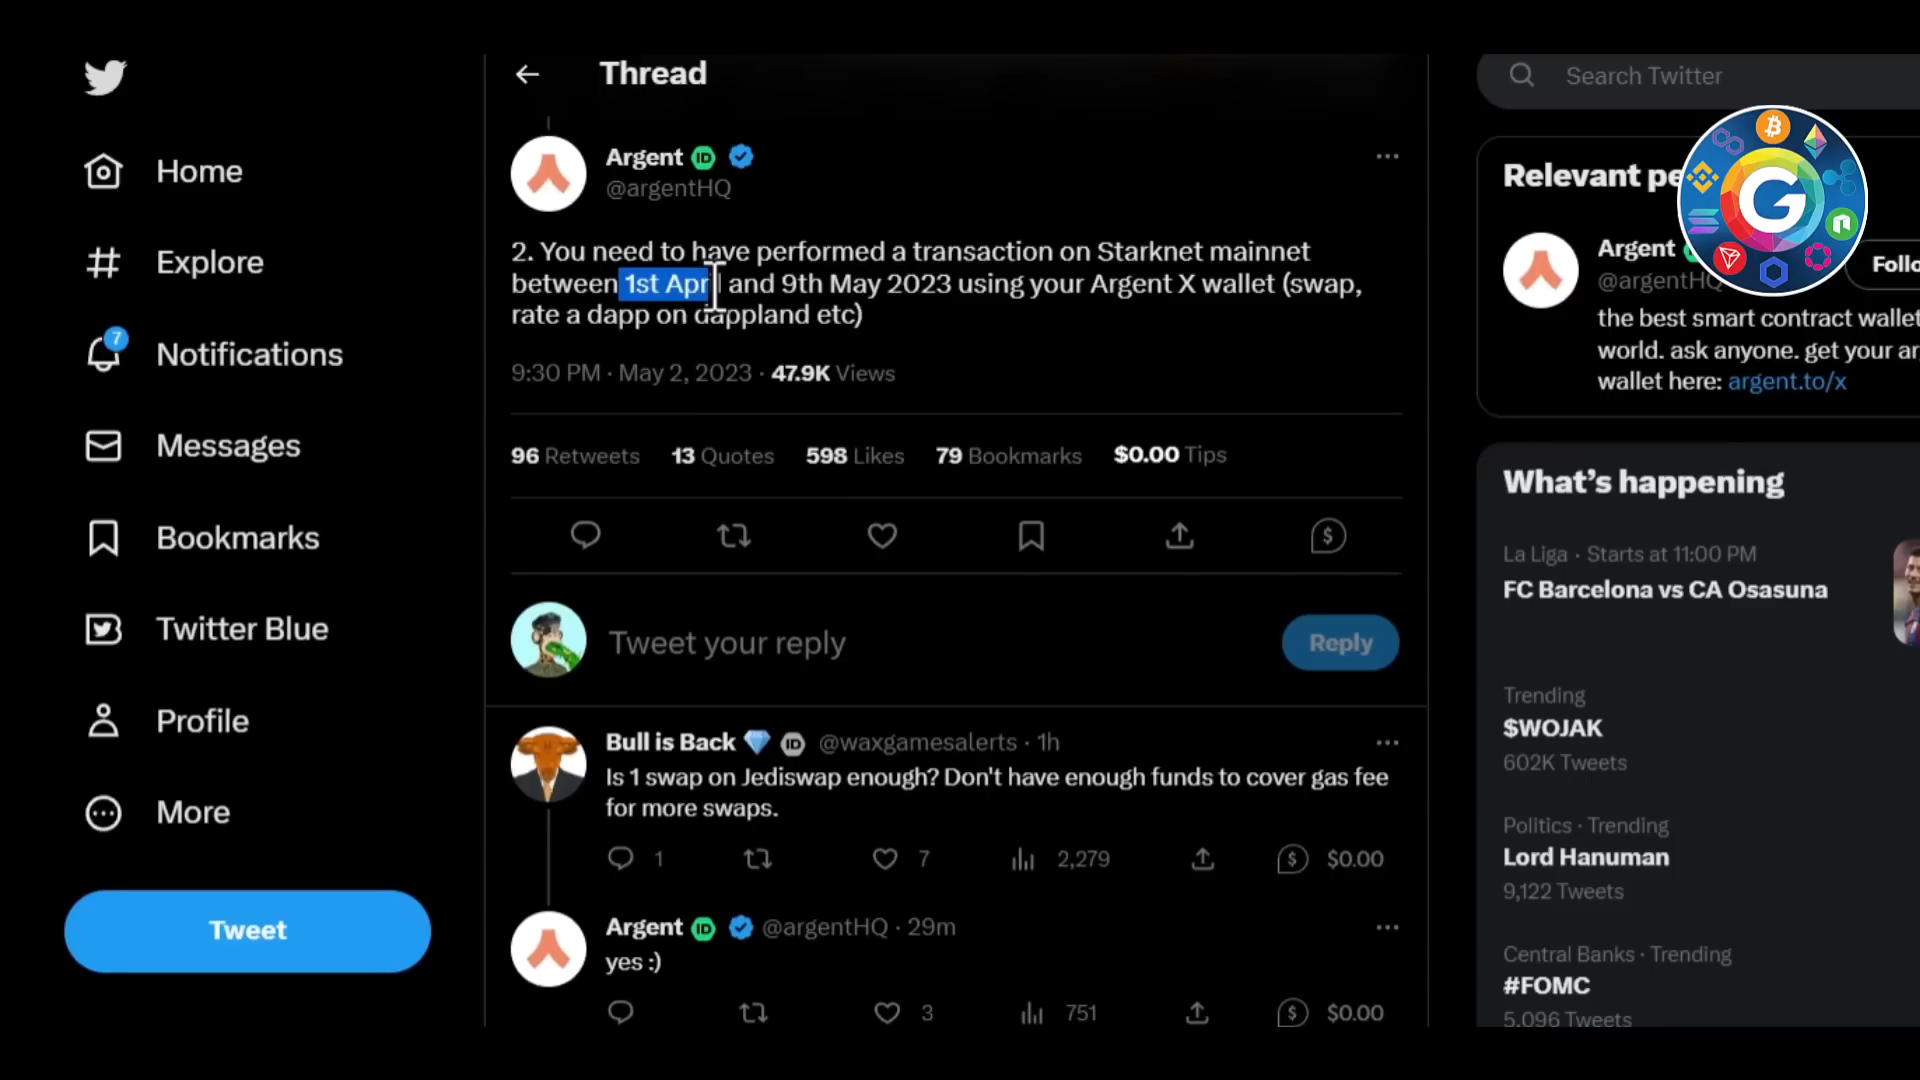 Thread
Search Twitter
Home
Explore
Notifications
7
Messages
Bookmarks
Twitter Blue
Profile
More
Tweet
Argent ID
@argentHQ
2. You need to have performed a transaction on Starknet mainnet
between 1st April and 9th May 2023 using your Argent X wallet (swap,
rate a dapp on dappland etc)
9:30 PM · May 2, 2023 · 47.9K Views
96 Retweets 13 Quotes 598 Likes 79 Bookmarks $0.00 Tips
Tweet your reply
Reply
Bull is Back ID @waxgamesalerts · 1h
Is 1 swap on Jediswap enough? Don't have enough funds to cover gas fee
for more swaps.
1 7 2,279 $0.00
Argent ID @argentHQ · 29m
yes :)
3 751 $0.00
Relevant pe
G
Argent
@argentHQ
Follo
the best smart contract wallet
world. ask anyone. get your ar
wallet here: argent.to/x
What's happening
La Liga · Starts at 11:00 PM
FC Barcelona vs CA Osasuna
Trending
$WOJAK
602K Tweets
Politics · Trending
Lord Hanuman
9,122 Tweets
Central Banks · Trending
#FOMC
5,096 Tweets